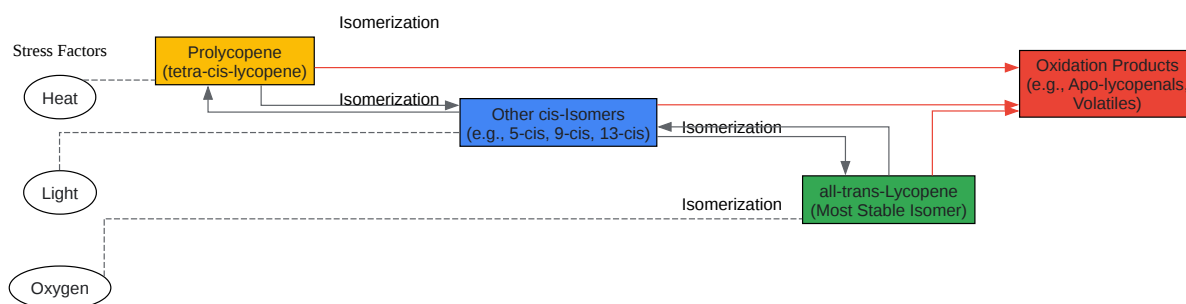 Isomerization
Stress Factors
Prolycopene
(tetra-cis-lycopene)
Oxidation Products
(e.g., Apo-lycopenals,
Volatiles)
Heat
Isomerization
Other cis-Isomers
(e.g., 5-cis, 9-cis, 13-cis)
Isomerization
Light
all-trans-Lycopene
(Most Stable Isomer)
Isomerization
Oxygen